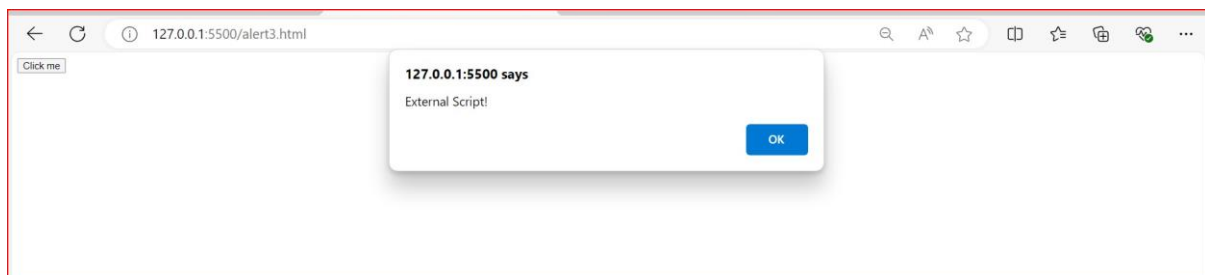 127.0.0.1:5500/alert3.html
Click me
127.0.0.1:5500 says
External Script!
OK